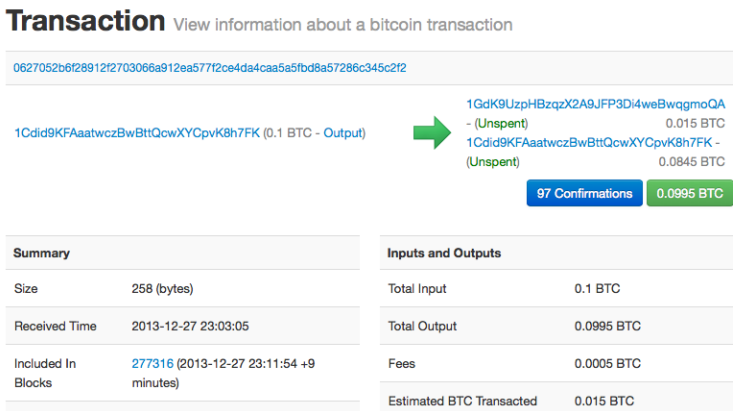 Transaction View information about a bitcoin transaction
0627052b6f28912f2703066a912ea577f2ce4da4caa5a5fbd8a57286c345c2f2
1Cdid9KFAaatwczBwBttQcwXYCpvK8h7FK (0.1 BTC - Output)
1GdK9UzpHBzqzX2A9JFP3Di4weBwqgmoQA
- (Unspent) 0.015 BTC
1Cdid9KFAaatwczBwBttQcwXYCpvK8h7FK -
(Unspent) 0.0845 BTC
97 Confirmations 0.0995 BTC
Summary
Size 258 (bytes)
Received Time 2013-12-27 23:03:05
Included In 277316 (2013-12-27 23:11:54 +9
Blocks minutes)
Inputs and Outputs
Total Input 0.1 BTC
Total Output 0.0995 BTC
Fees 0.0005 BTC
Estimated BTC Transacted 0.015 BTC